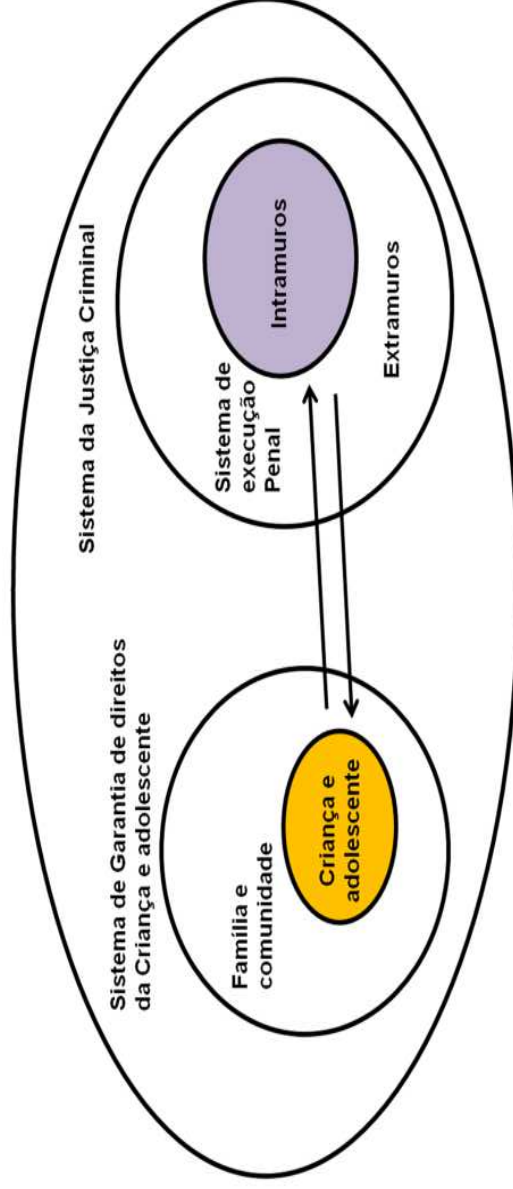 Sistema de Garantia de direitos
da Criança e adolescente
Família e
comunidade
Criança e
adolescente
Sistema da Justiça Criminal
Sistema de
execução
Penal
Intramuros
Extramuros